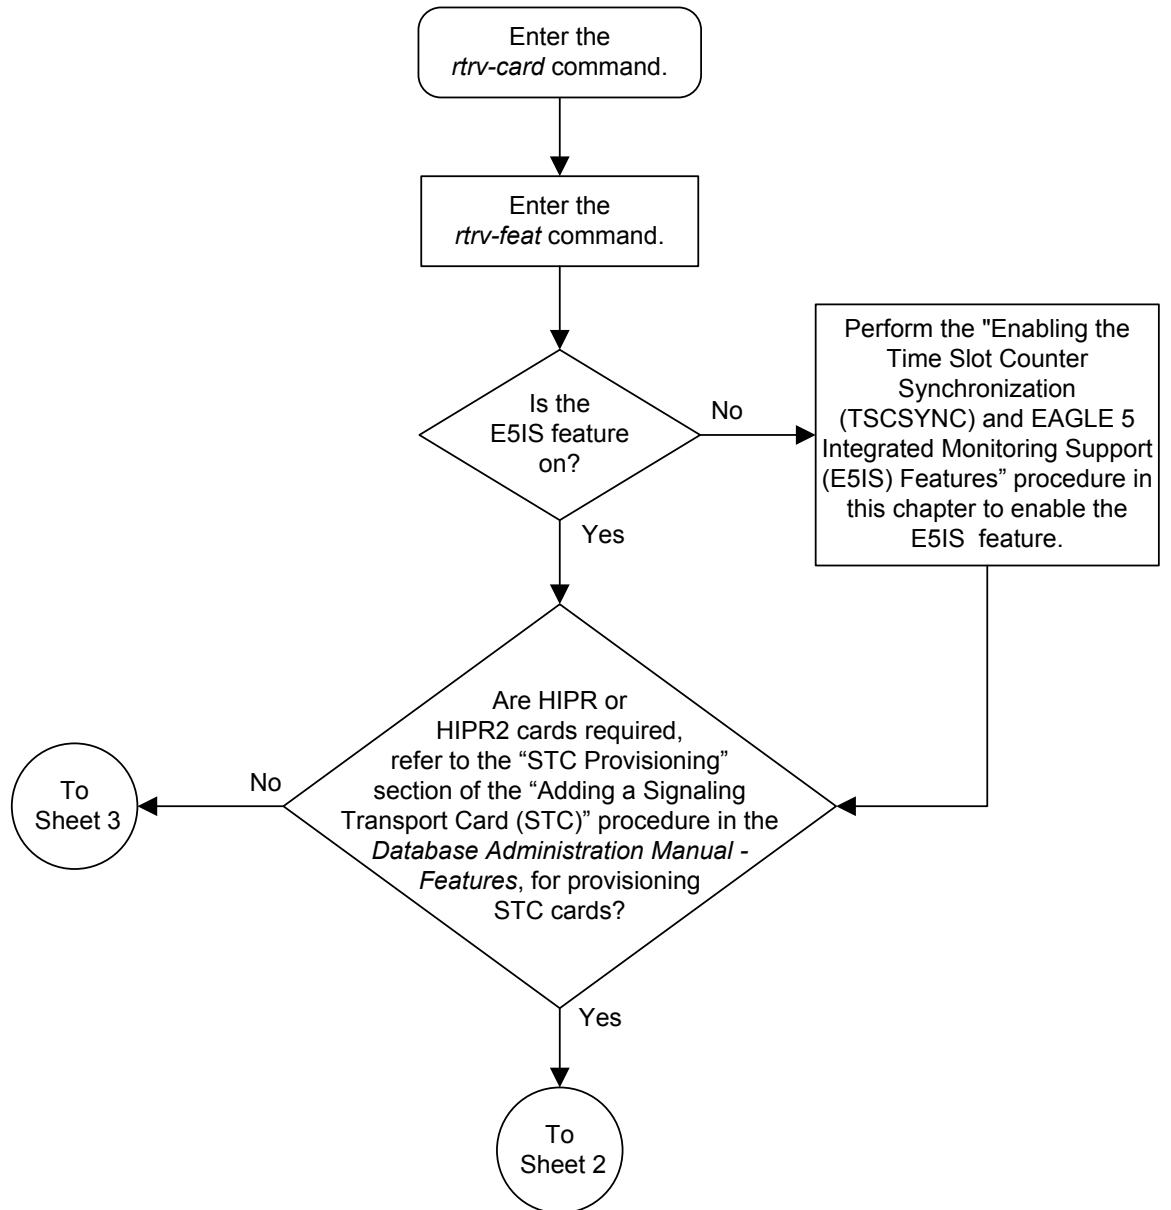 Enter the
rtrv-card command.
Enter the
rtrv-feat command.
Is the
E5IS feature
on?
No
Perform the "Enabling the
Time Slot Counter
Synchronization
(TSCSYNC) and EAGLE 5
Integrated Monitoring Support
(E5IS) Features” procedure in
this chapter to enable the
E5IS feature.
Yes
Are HIPR or
HIPR2 cards required,
refer to the “STC Provisioning”
section of the “Adding a Signaling
Transport Card (STC)” procedure in the
Database Administration Manual -
Features, for provisioning
STC cards?
No
To
Sheet 3
Yes
To
Sheet 2